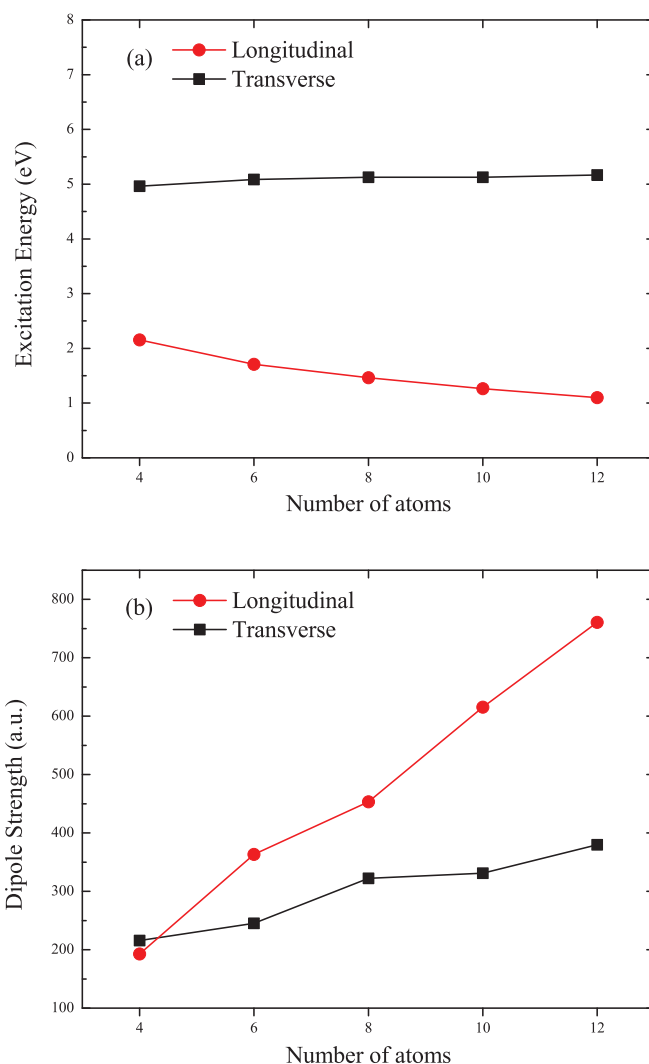 8
(a)
Longitudinal
Transverse
7
6
5
4
3
2
1
0
Excitation Energy (eV)
4 6 8 10 12
Number of atoms
800
(b)
Longitudinal
Transverse
700
600
500
400
300
200
100
Dipole Strength (a.u.)
4 6 8 10 12
Number of atoms